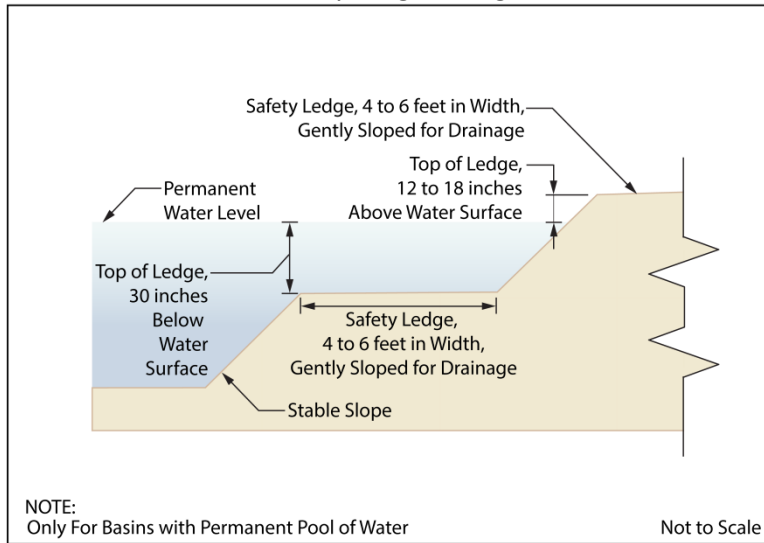 Safety Ledge, 4 to 6 feet in Width,
Gently Sloped for Drainage
Top of Ledge,
12 to 18 inches
Above Water Surface
Permanent
Water Level
Top of Ledge,
30 inches
Below
Water
Surface
Safety Ledge,
4 to 6 feet in Width,
Gently Sloped for Drainage
Stable Slope
NOTE:
Only For Basins with Permanent Pool of Water
Not to Scale